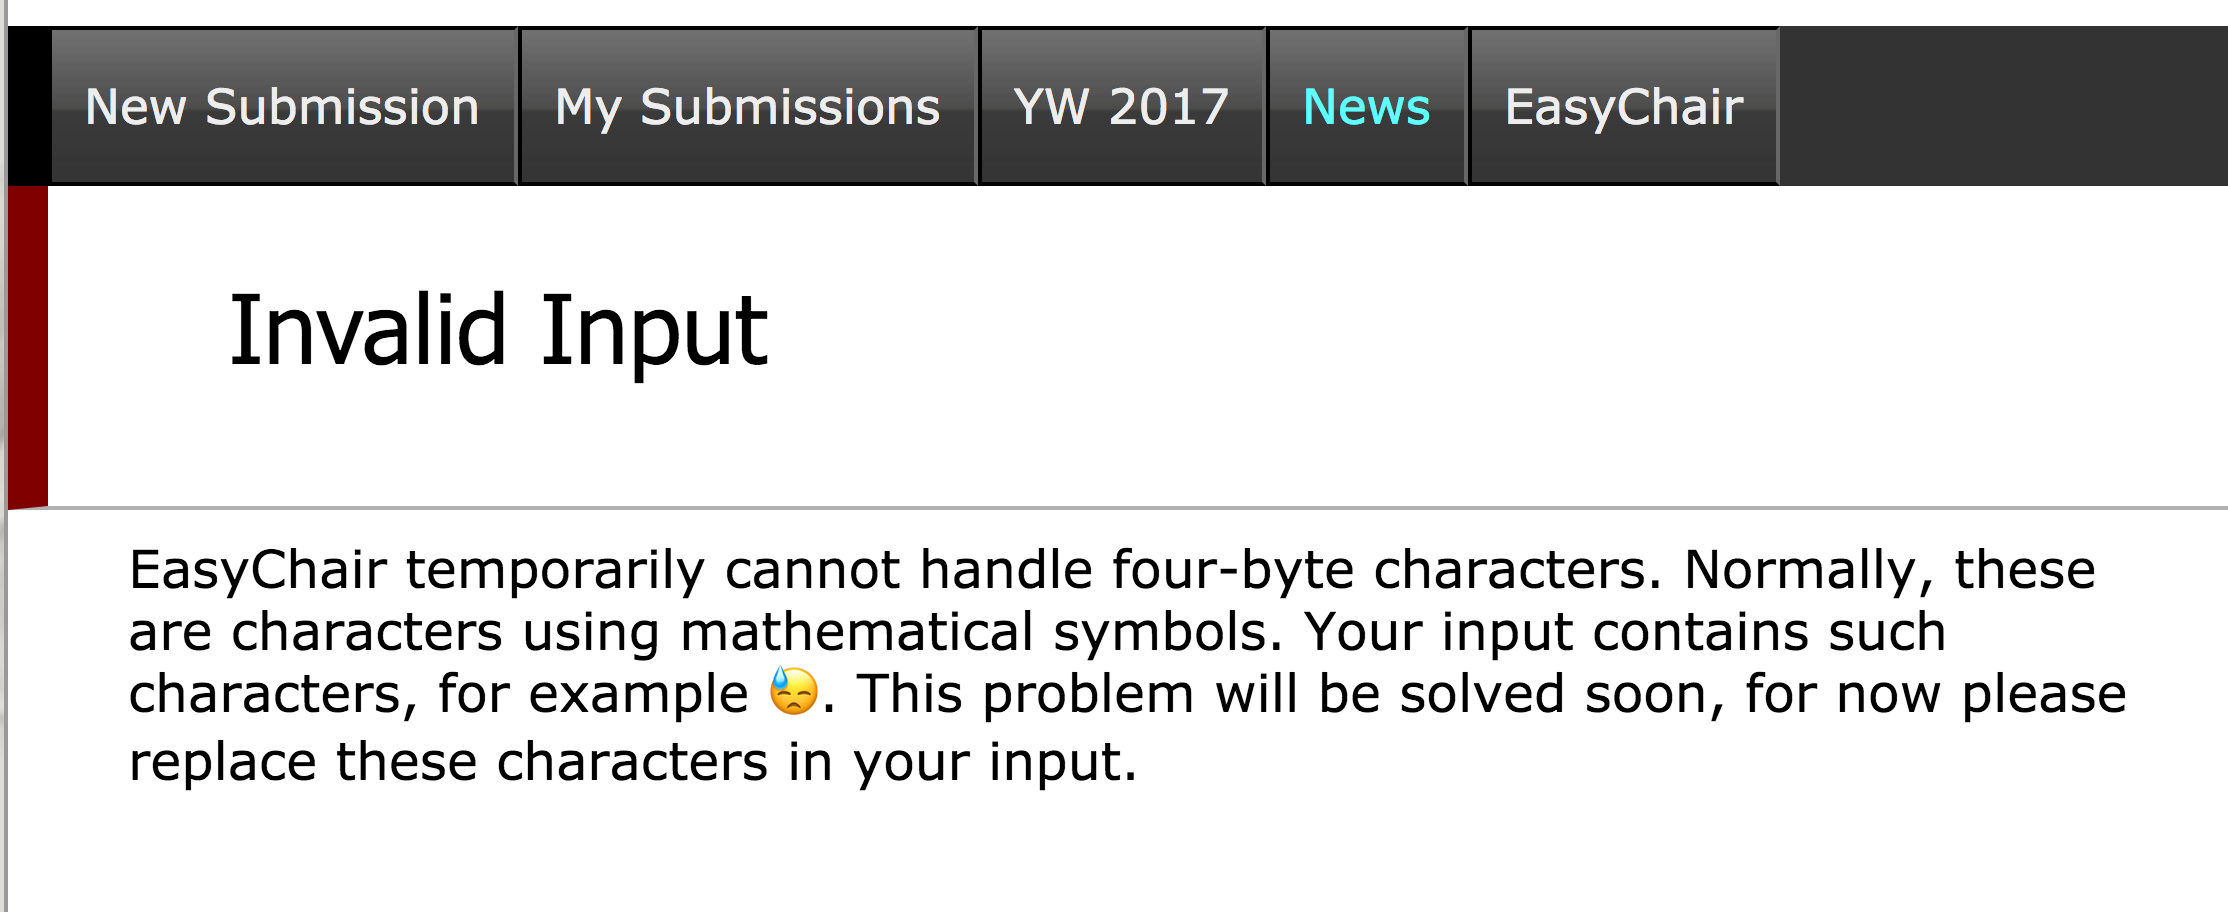 New Submission My Submissions YW 2017 News EasyChair
Invalid Input
EasyChair temporarily cannot handle four-byte characters. Normally, these
are characters using mathematical symbols. Your input contains such
characters, for example 😓. This problem will be solved soon, for now please
replace these characters in your input.